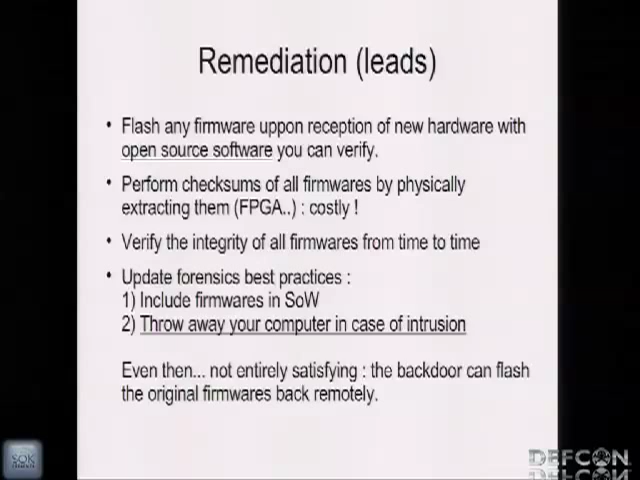 Remediation (leads)
• Flash any firmware uppon reception of new hardware with
open source software you can verify.
• Perform checksums of all firmwares by physically
extracting them (FPGA..) : costly !
• Verify the integrity of all firmwares from time to time
• Update forensics best practices :
1) Include firmwares in SoW
2) Throw away your computer in case of intrusion
Even then... not entirely satisfying : the backdoor can flash
the original firmwares back remotely.
SOK
DEFCON